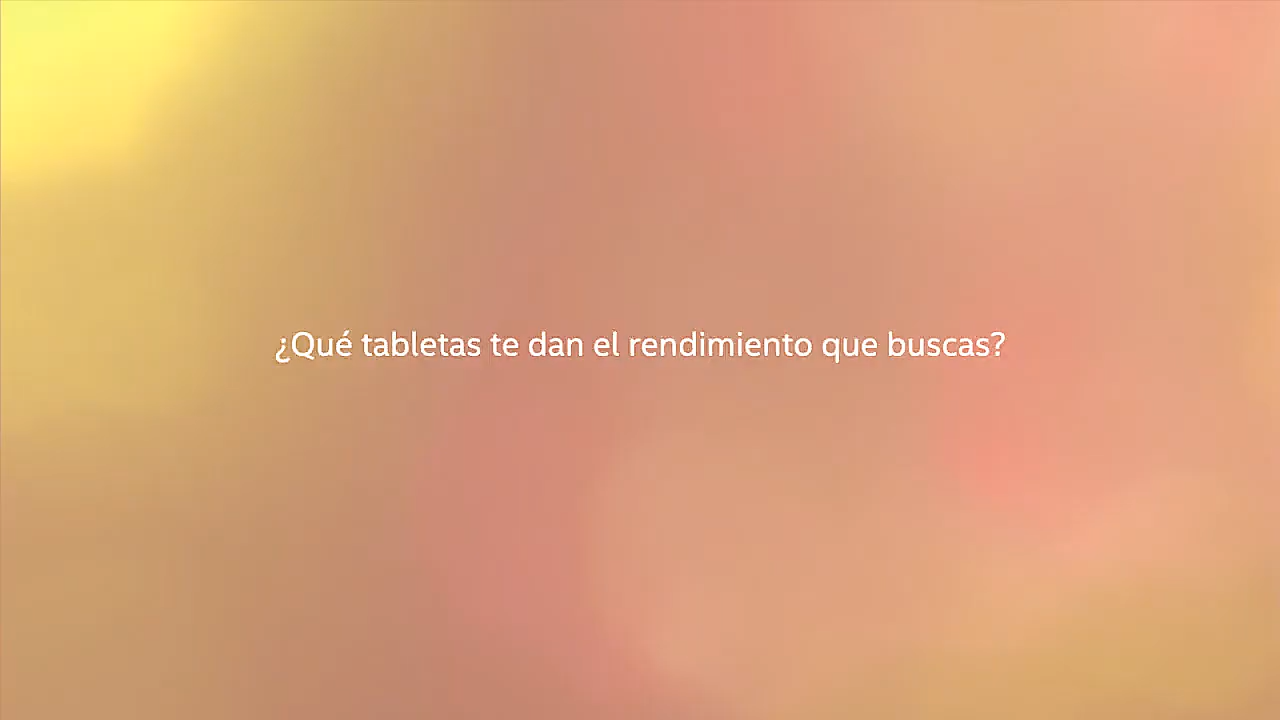 ¿Qué tabletas te dan el rendimiento que buscas?